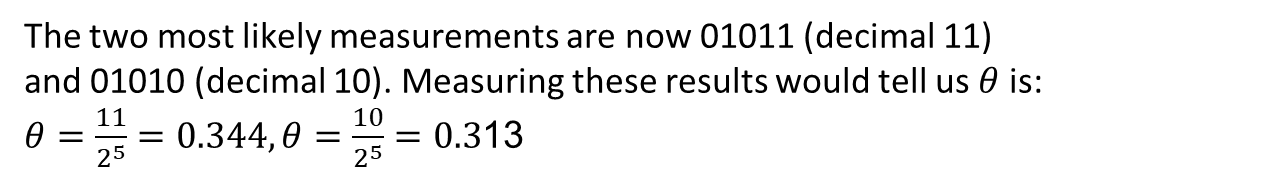 The two most likely measurements are now 01011 (decimal 11)
and 01010 (decimal 10). Measuring these results would tell us θ is:
θ = 11/2⁵ = 0.344, θ = 10/2⁵ = 0.313